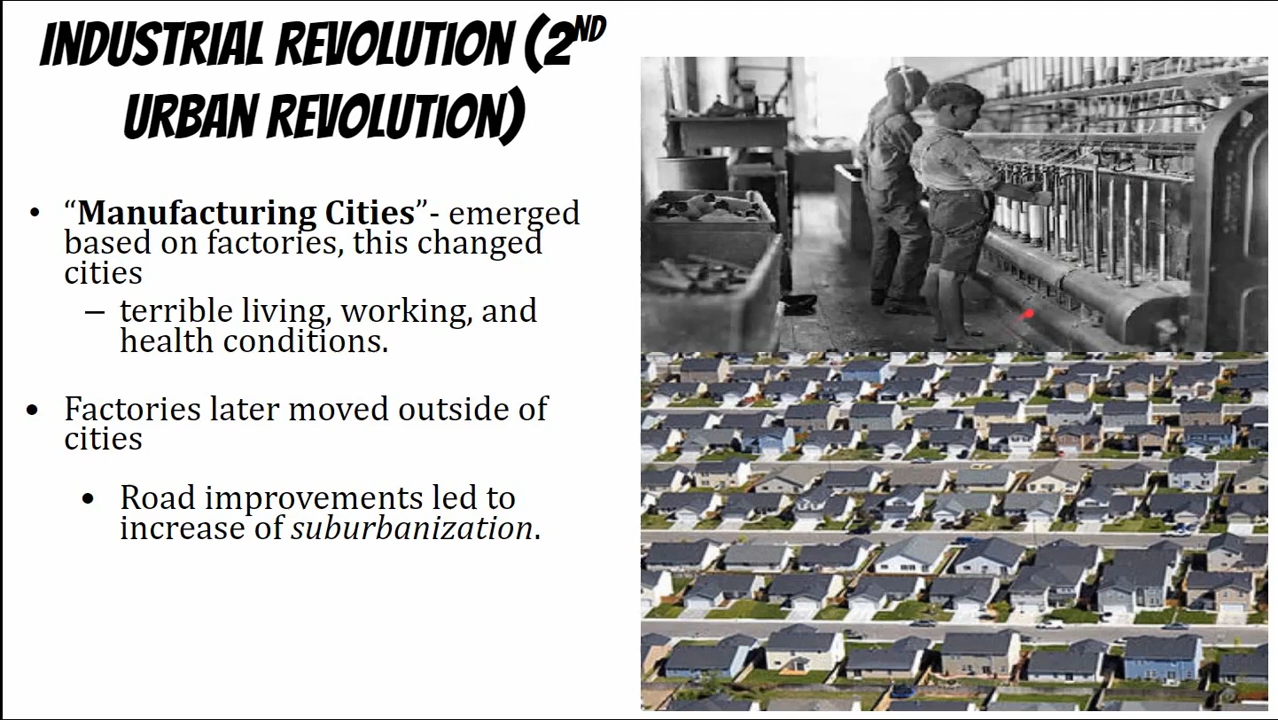 INDUSTRIAL REVOLUTION (2ND
URBAN REVOLUTION)
• “Manufacturing Cities”- emerged
based on factories, this changed
cities
– terrible living, working, and
health conditions.
• Factories later moved outside of
cities
• Road improvements led to
increase of suburbanization.